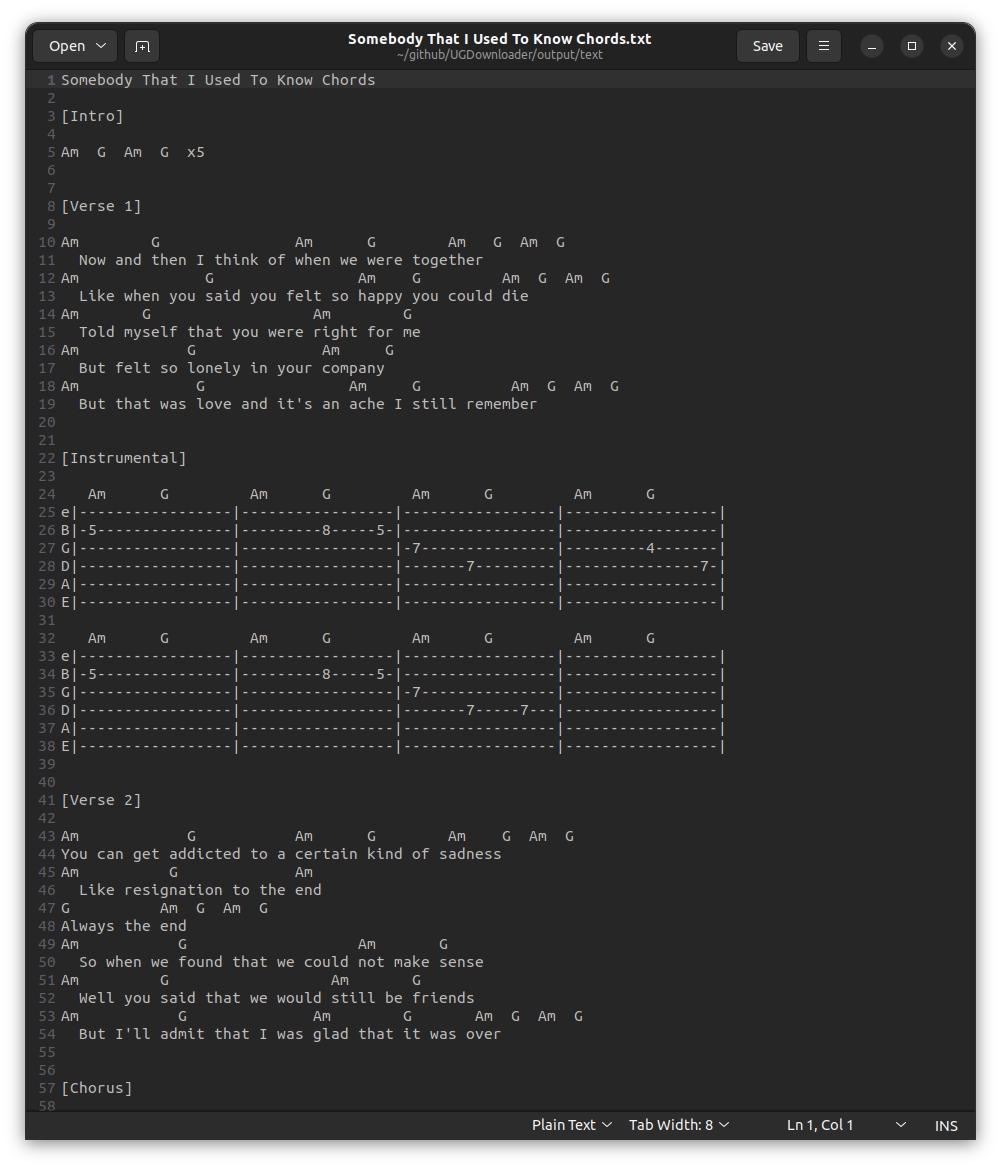 Open
Somebody That I Used To Know Chords.txt
~/github/UGDownloader/output/text
Save
1 Somebody That I Used To Know Chords
2
3 [Intro]
4
5 Am  G  Am  G  x5
6
7
8 [Verse 1]
9
10 Am        G               Am      G        Am   G  Am  G
11   Now and then I think of when we were together
12 Am              G                Am    G         Am  G  Am  G
13   Like when you said you felt so happy you could die
14 Am       G                  Am        G
15   Told myself that you were right for me
16 Am            G              Am     G
17   But felt so lonely in your company
18 Am             G                Am     G          Am  G  Am  G
19   But that was love and it's an ache I still remember
20
21
22 [Instrumental]
23
24    Am      G         Am      G         Am      G         Am      G
25 e|-----------------|-----------------|-----------------|-----------------|
26 B|-5---------------|---------8-----5-|-----------------|-----------------|
27 G|-----------------|-----------------|-7---------------|---------4-------|
28 D|-----------------|-----------------|-------7---------|---------------7-|
29 A|-----------------|-----------------|-----------------|-----------------|
30 E|-----------------|-----------------|-----------------|-----------------|
31
32    Am      G         Am      G         Am      G         Am      G
33 e|-----------------|-----------------|-----------------|-----------------|
34 B|-5---------------|---------8-----5-|-----------------|-----------------|
35 G|-----------------|-----------------|-7---------------|-----------------|
36 D|-----------------|-----------------|-------7-----7---|-----------------|
37 A|-----------------|-----------------|-----------------|-----------------|
38 E|-----------------|-----------------|-----------------|-----------------|
39
40
41 [Verse 2]
42
43 Am            G           Am      G        Am    G  Am  G
44 You can get addicted to a certain kind of sadness
45 Am          G             Am
46   Like resignation to the end
47 G          Am  G  Am  G
48 Always the end
49 Am           G                   Am       G
50   So when we found that we could not make sense
51 Am         G                  Am       G
52   Well you said that we would still be friends
53 Am           G              Am        G       Am  G  Am  G
54   But I'll admit that I was glad that it was over
55
56
57 [Chorus]
58
Plain Text
Tab Width: 8
Ln 1, Col 1
INS